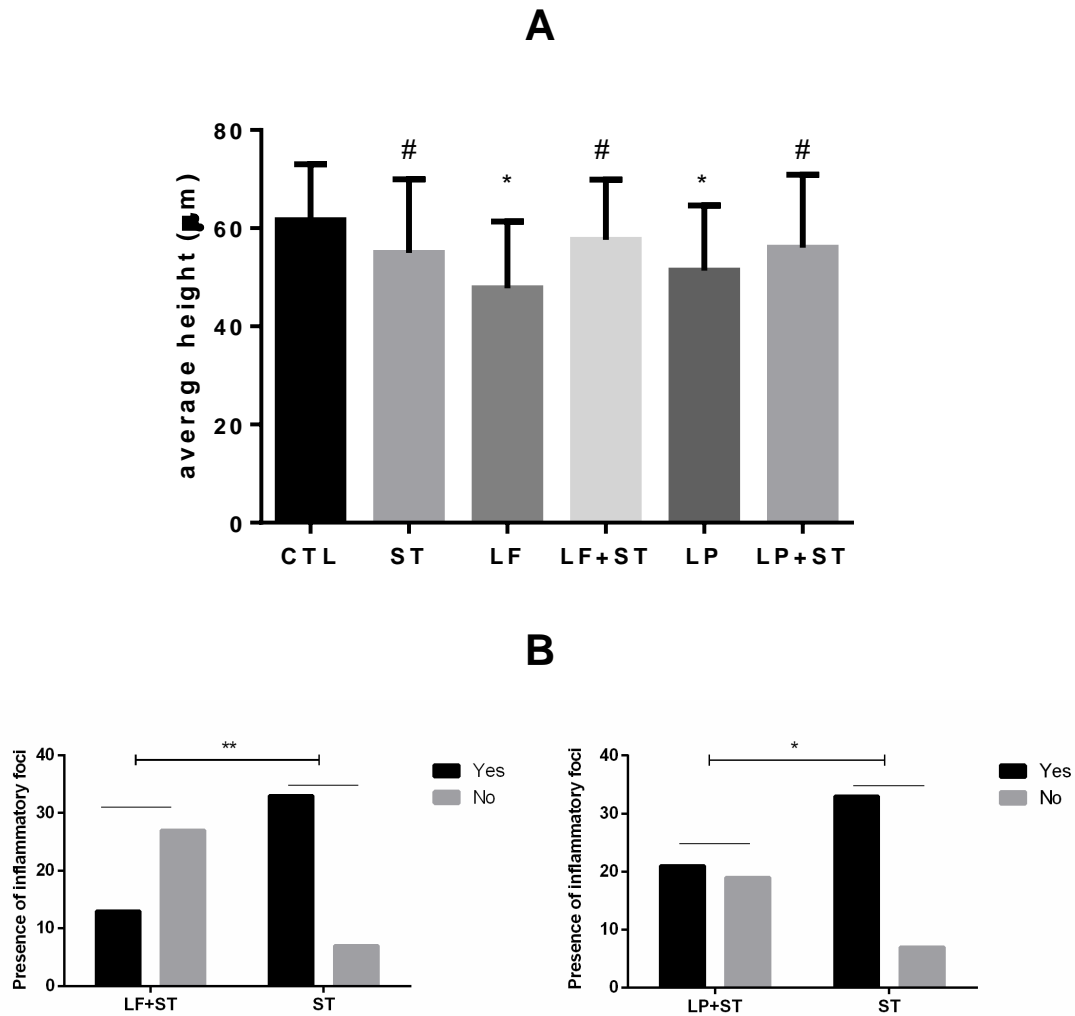 A
average height (μm)
80
60
40
20
0
# * # * #
CTL ST LF LF+ST LP LP+ST
B
Presence of inflammatory foci
40
30
20
10
0
**
Yes
No
LF+ST ST
Presence of inflammatory foci
40
30
20
10
0
*
Yes
No
LP+ST ST